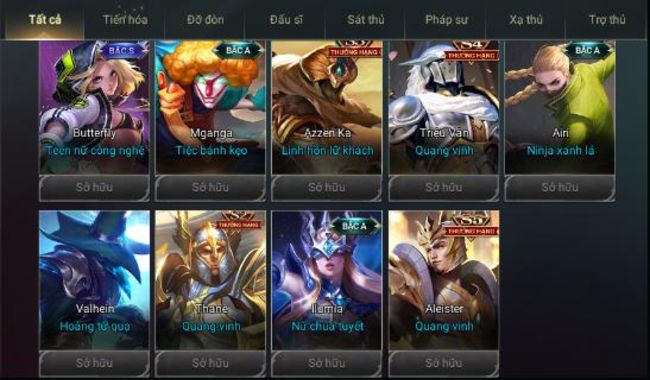 Tất cả
Tiến hóa
Đỡ đòn
Đấu sĩ
Sát thủ
Pháp sư
Xạ thủ
Trợ thủ
BẬC S
BẬC A
THƯỞNG HẠNG
S4
THƯỞNG HẠNG
BẬC A
Butterfly
Mganga
Azzen Ka
Triệu Vân
Airi
Teen nữ công nghệ
Tiệc bánh kẹo
Linh hồn lữ khách
Quang vinh
Ninja xanh lá
Sở hữu
Sở hữu
Sở hữu
Sở hữu
Sở hữu
THƯỞNG HẠNG
BẬC A
S5
THƯỞNG HẠNG
Valhein
Thane
Ilumia
Aleister
Hoàng tử quạ
Quang vinh
Nữ chúa tuyết
Quang vinh
Sở hữu
Sở hữu
Sở hữu
Sở hữu